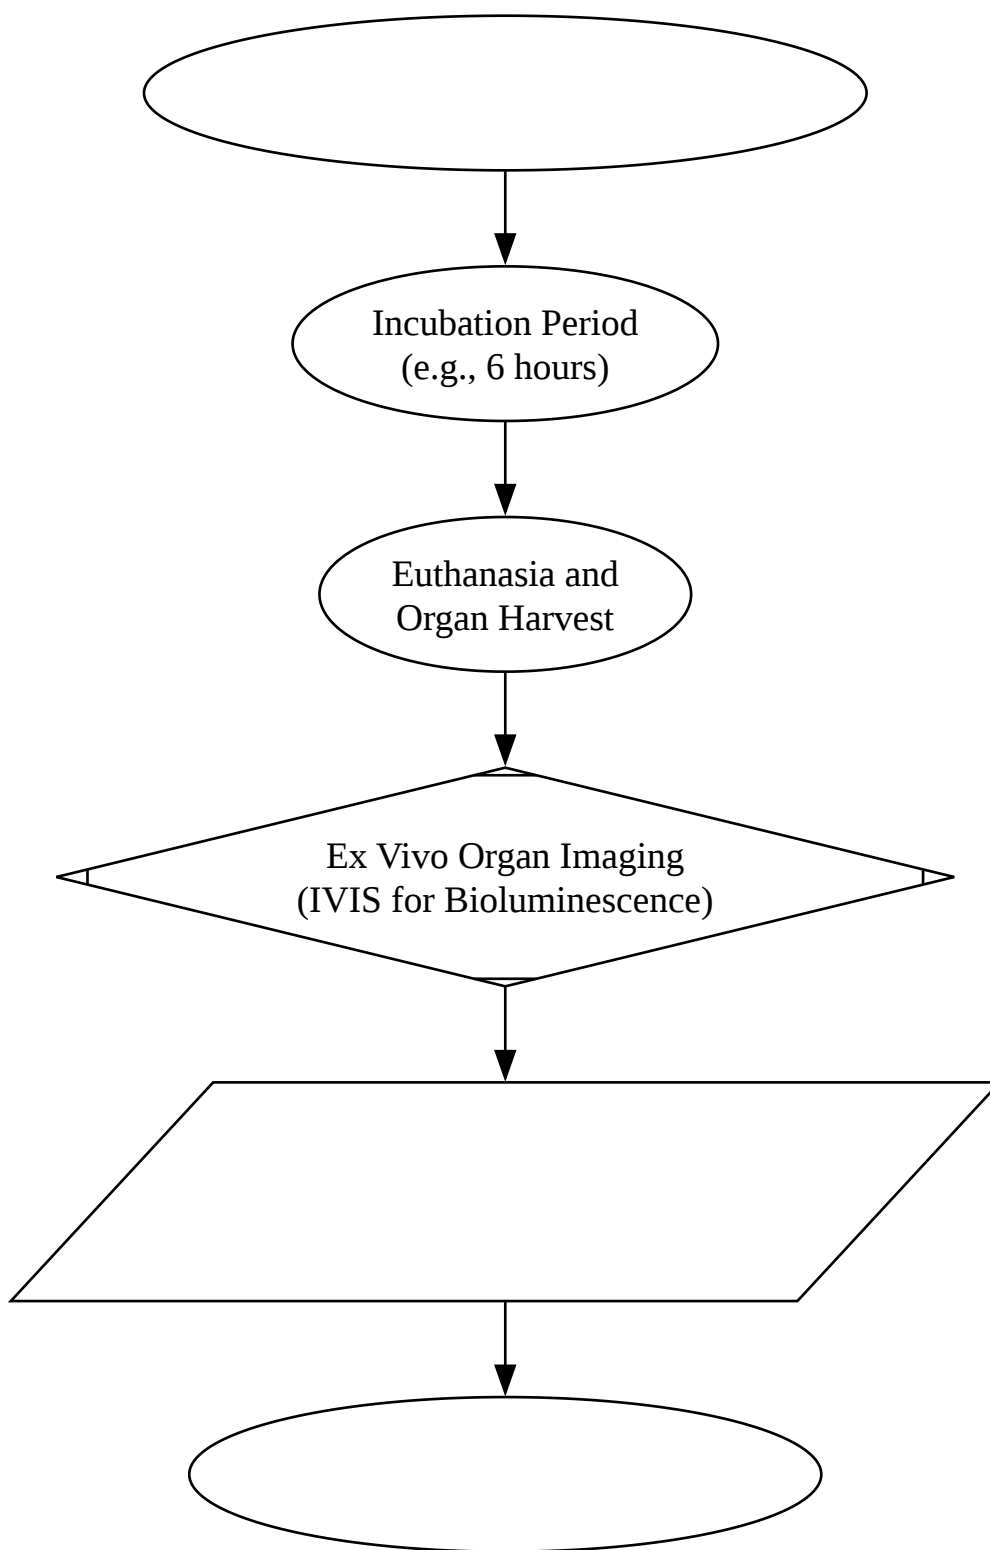 Incubation Period
(e.g., 6 hours)
Euthanasia and
Organ Harvest
Ex Vivo Organ Imaging
(IVIS for Bioluminescence)